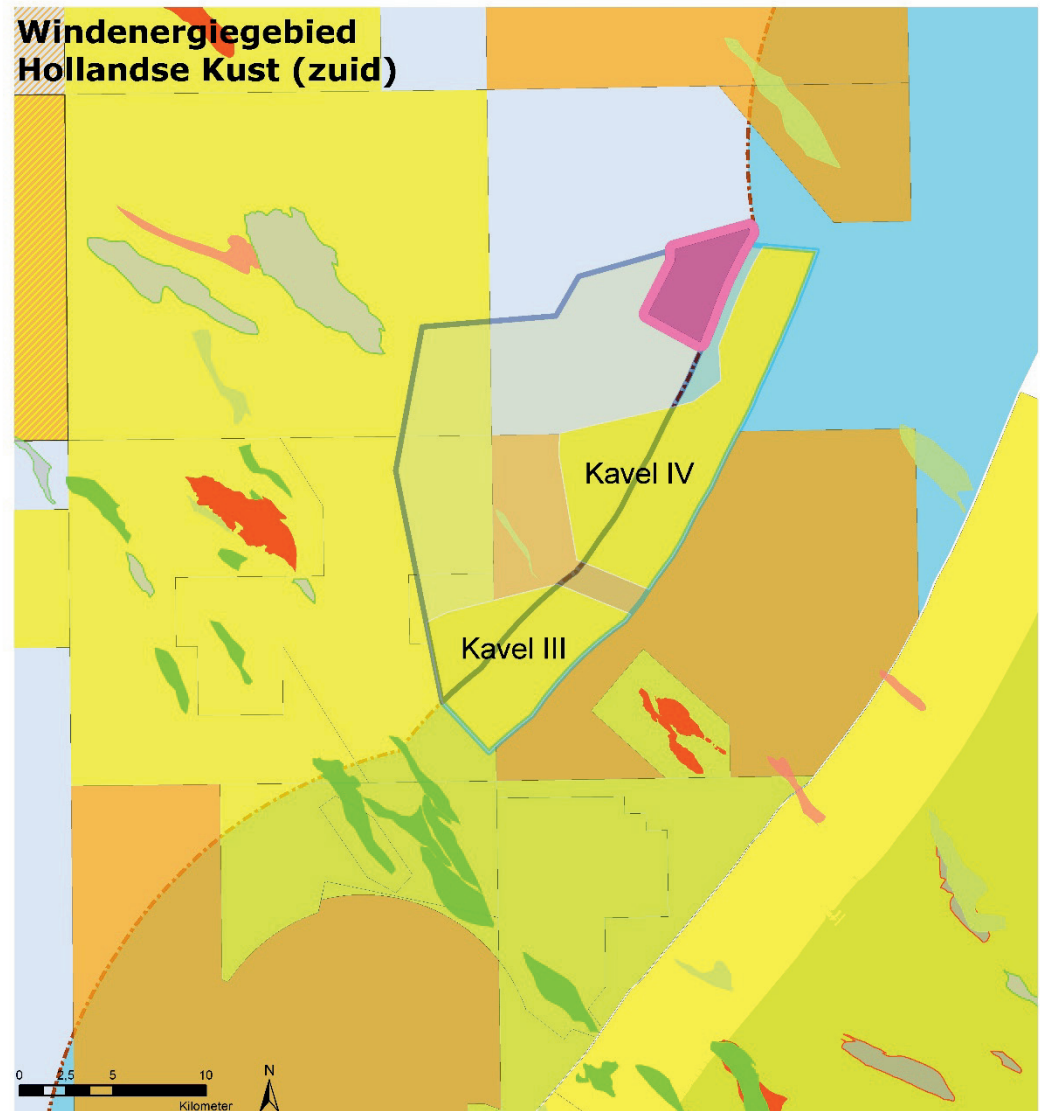 Windenergiegebied
Hollandse Kust (zuid)
Kavel IV
Kavel III
0 2,5 5 10
Kilometer
N